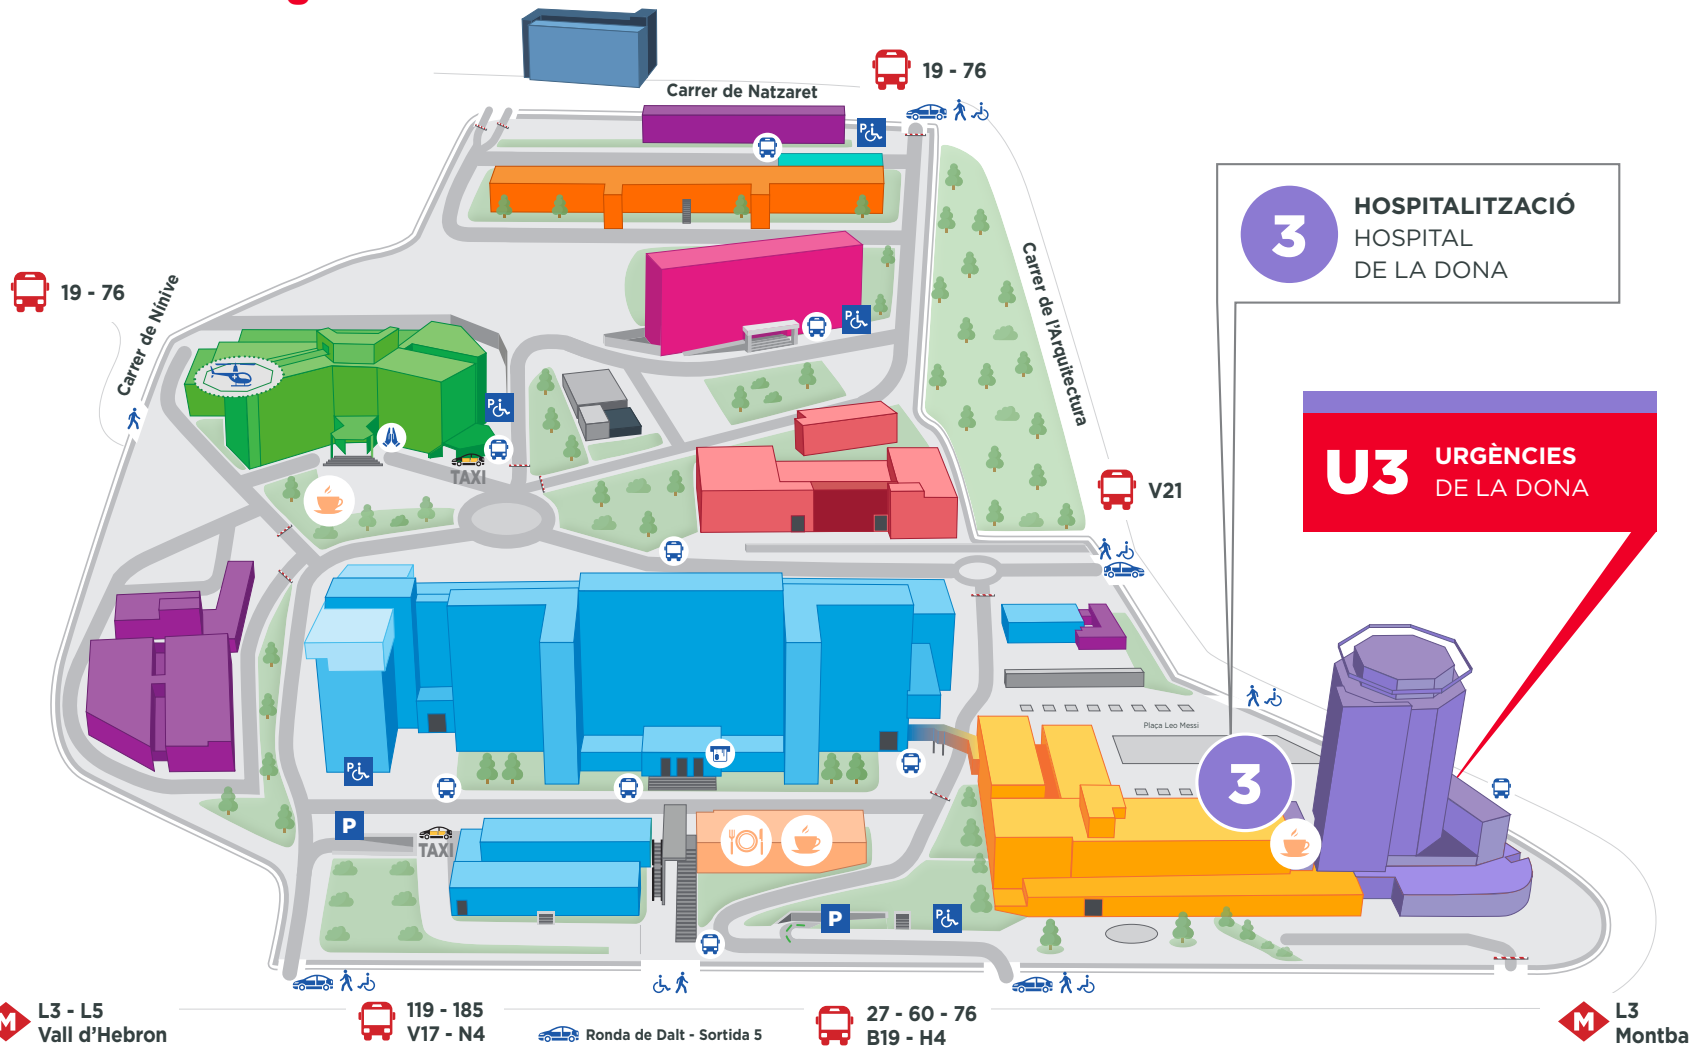 Carrer de Natzaret
19 - 76
3
HOSPITALITZACIÓ
HOSPITAL
DE LA DONA
19 - 76
Carrer de Nínive
Carrer de l'Arquitectura
U3
URGÈNCIES
DE LA DONA
P
P
P
TAXI
V21
Plaça Leo Messi
3
P
P
TAXI
P
P
M
L3 - L5
Vall d'Hebron
119 - 185
V17 - N4
Ronda de Dalt - Sortida 5
27 - 60 - 76
B19 - H4
M
L3
Montba